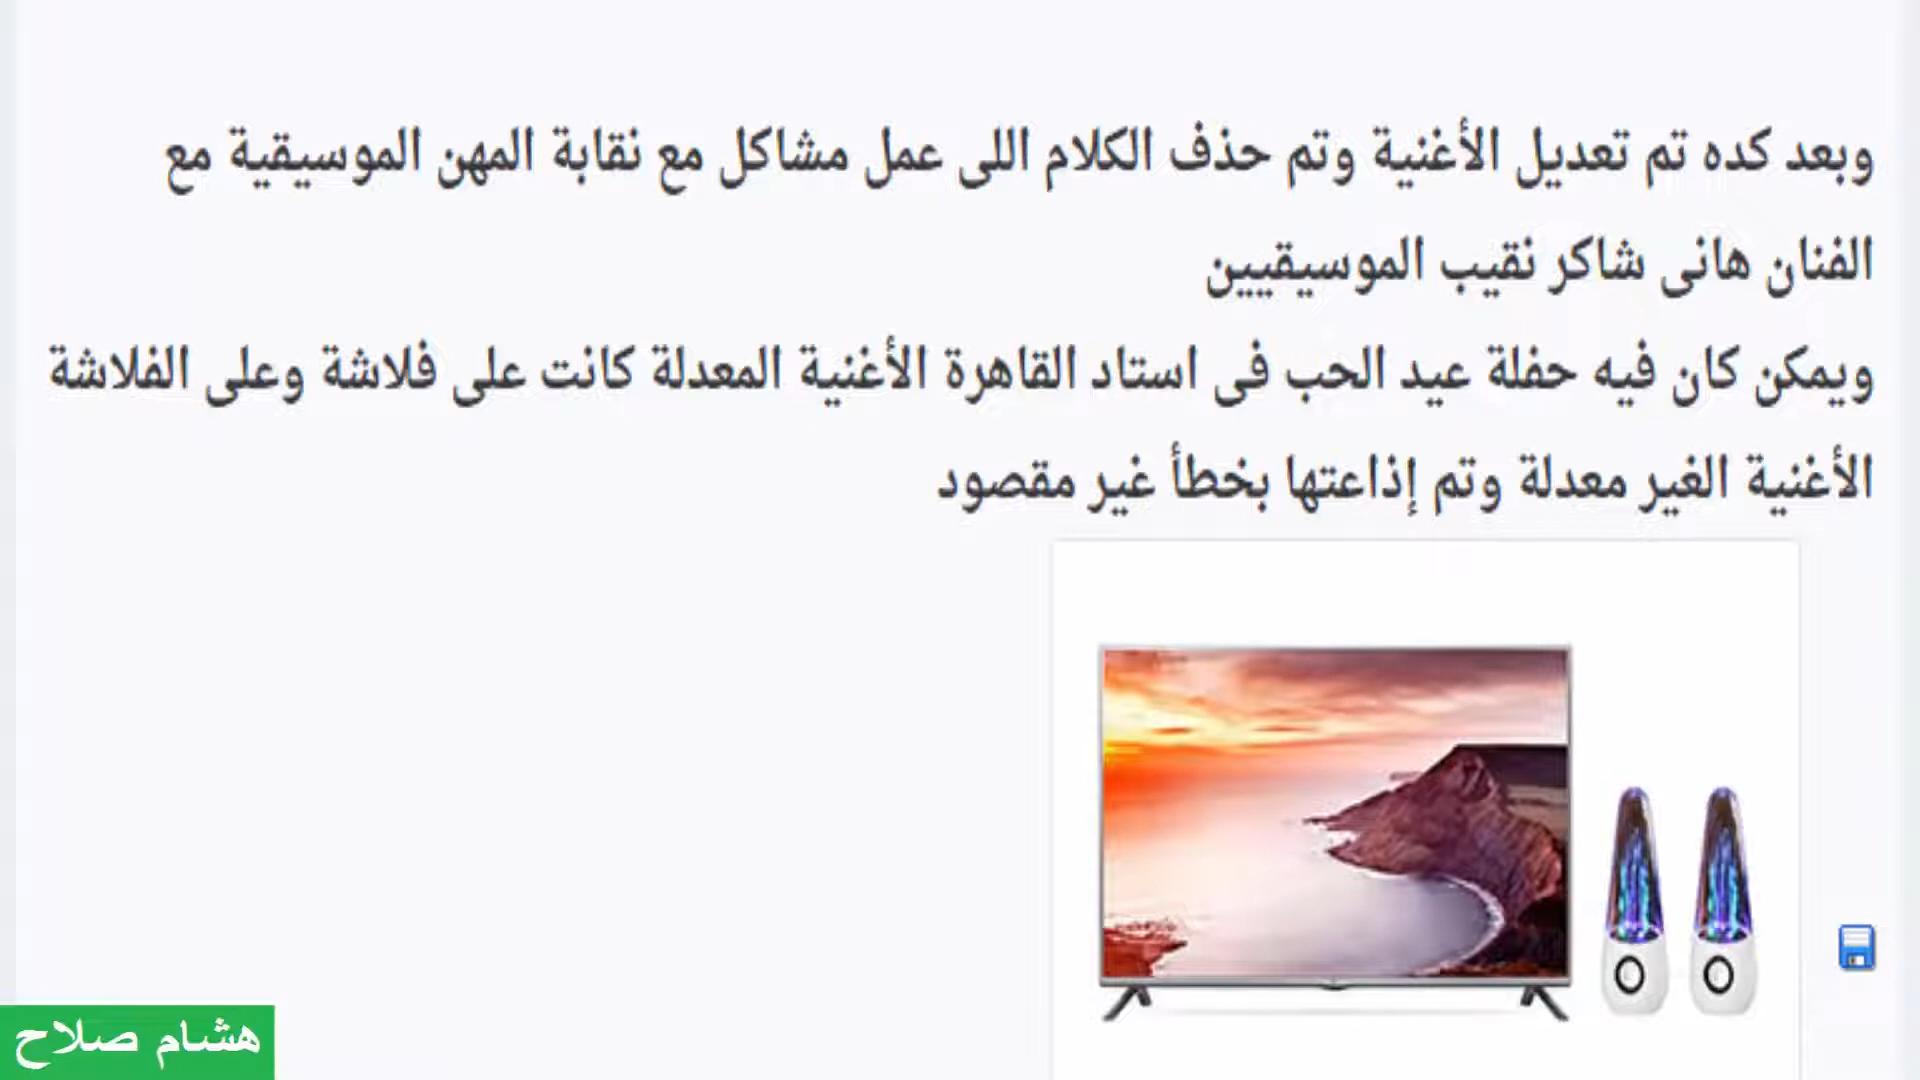 وبعد كده تم تعديل الأغنية وتم حذف الكلام اللى عمل مشاكل مع نقابة المهن الموسيقية مع
الفنان هانى شاكر نقيب الموسيقيين
ويمكن كان فيه حفلة عيد الحب فى استاد القاهرة الأغنية المعدلة كانت على فلاشة وعلى الفلاشة
الأغنية الغير معدلة وتم إذاعتها بخطأ غير مقصود
هشام صلاح